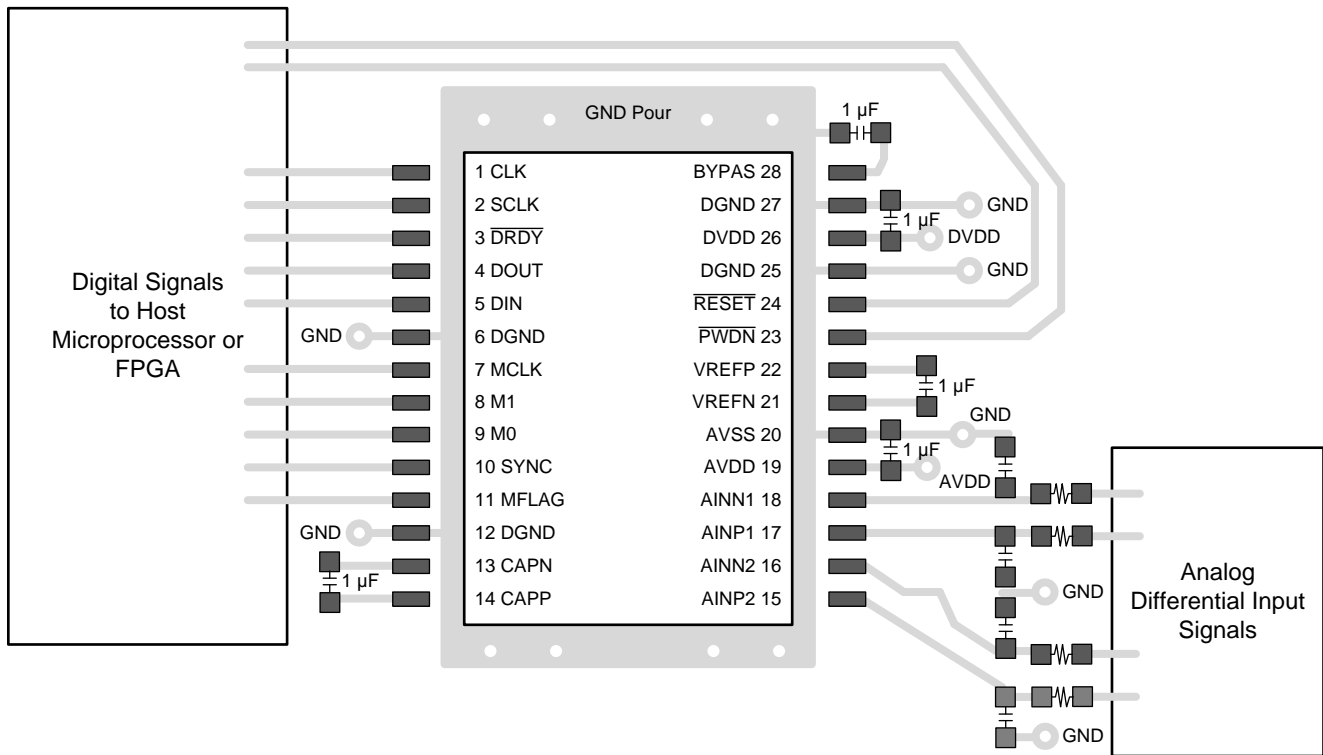 GND Pour
1 µF
1 CLK
BYPAS 28
2 SCLK
DGND 27
GND
1 µF
3 DRDY
DVDD 26
DVDD
4 DOUT
DGND 25
GND
Digital Signals
to Host
Microprocessor or
FPGA
5 DIN
RESET 24
GND
6 DGND
PWDN 23
7 MCLK
VREFP 22
1 µF
8 M1
VREFN 21
GND
9 M0
AVSS 20
1 µF
10 SYNC
AVDD 19
AVDD
11 MFLAG
AINN1 18
GND
12 DGND
AINP1 17
13 CAPN
AINN2 16
1 µF
14 CAPP
AINP2 15
GND
Analog
Differential Input
Signals
GND